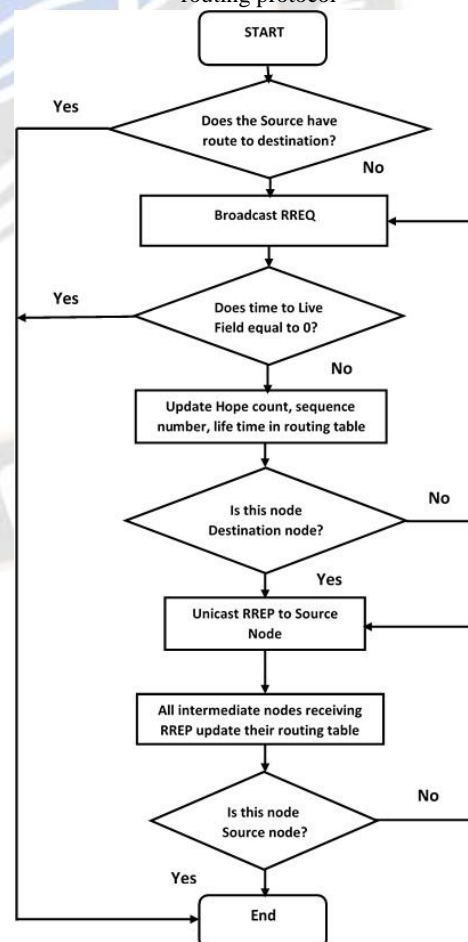 routing protocol
START
Yes
Does the Source have
route to destination?
No
Broadcast RREQ
Yes
Does time to Live
Field equal to 0?
No
Update Hope count, sequence
number, life time in routing table
Is this node
Destination node?
No
Yes
Unicast RREP to Source
Node
All intermediate nodes receiving
RREP update their routing table
Is this node
Source node?
No
Yes
End